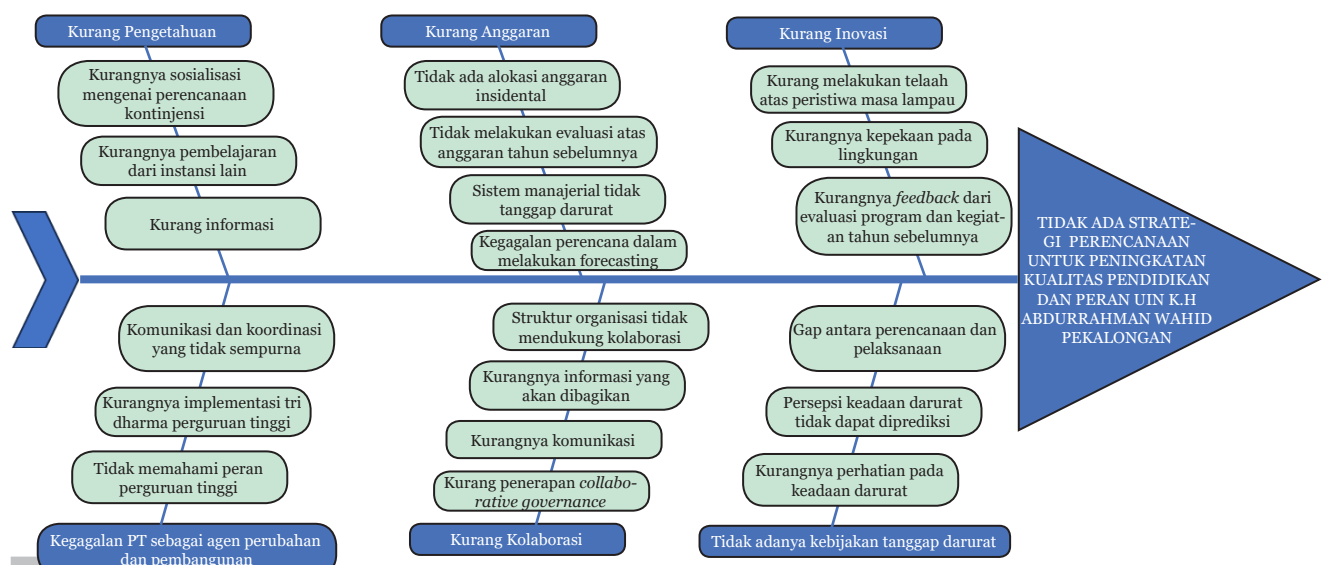 Kurang Pengetahuan
Kurangnya sosialisasi
mengenai perencanaan
kontinjensi
Kurangnya pembelajaran
dari instansi lain
Kurang informasi
Kurang Anggaran
Tidak ada alokasi anggaran
insidental
Tidak melakukan evaluasi atas
anggaran tahun sebelumnya
Sistem manajerial tidak
tanggap darurat
Kegagalan perencana dalam
melakukan forecasting
Kurang Inovasi
Kurang melakukan telaah
atas peristiwa masa lampau
Kurangnya kepekaan pada
lingkungan
Kurangnya feedback dari
evaluasi program dan kegiat-
an tahun sebelumnya
TIDAK ADA STRATE-
GI PERENCANAAN
UNTUK PENINGKATAN
KUALITAS PENDIDIKAN
DAN PERAN UIN K.H
ABDURRAHMAN WAHID
PEKALONGAN
Komunikasi dan koordinasi
yang tidak sempurna
Kurangnya implementasi tri
dharma perguruan tinggi
Tidak memahami peran
perguruan tinggi
Kegagalan PT sebagai agen perubahan
dan pembangunan
Struktur organisasi tidak
mendukung kolaborasi
Kurangnya informasi yang
akan dibagikan
Kurangnya komunikasi
Kurang penerapan collabo-
rative governance
Kurang Kolaborasi
Gap antara perencanaan dan
pelaksanaan
Persepsi keadaan darurat
tidak dapat diprediksi
Kurangnya perhatian pada
keadaan darurat
Tidak adanya kebijakan tanggap darurat